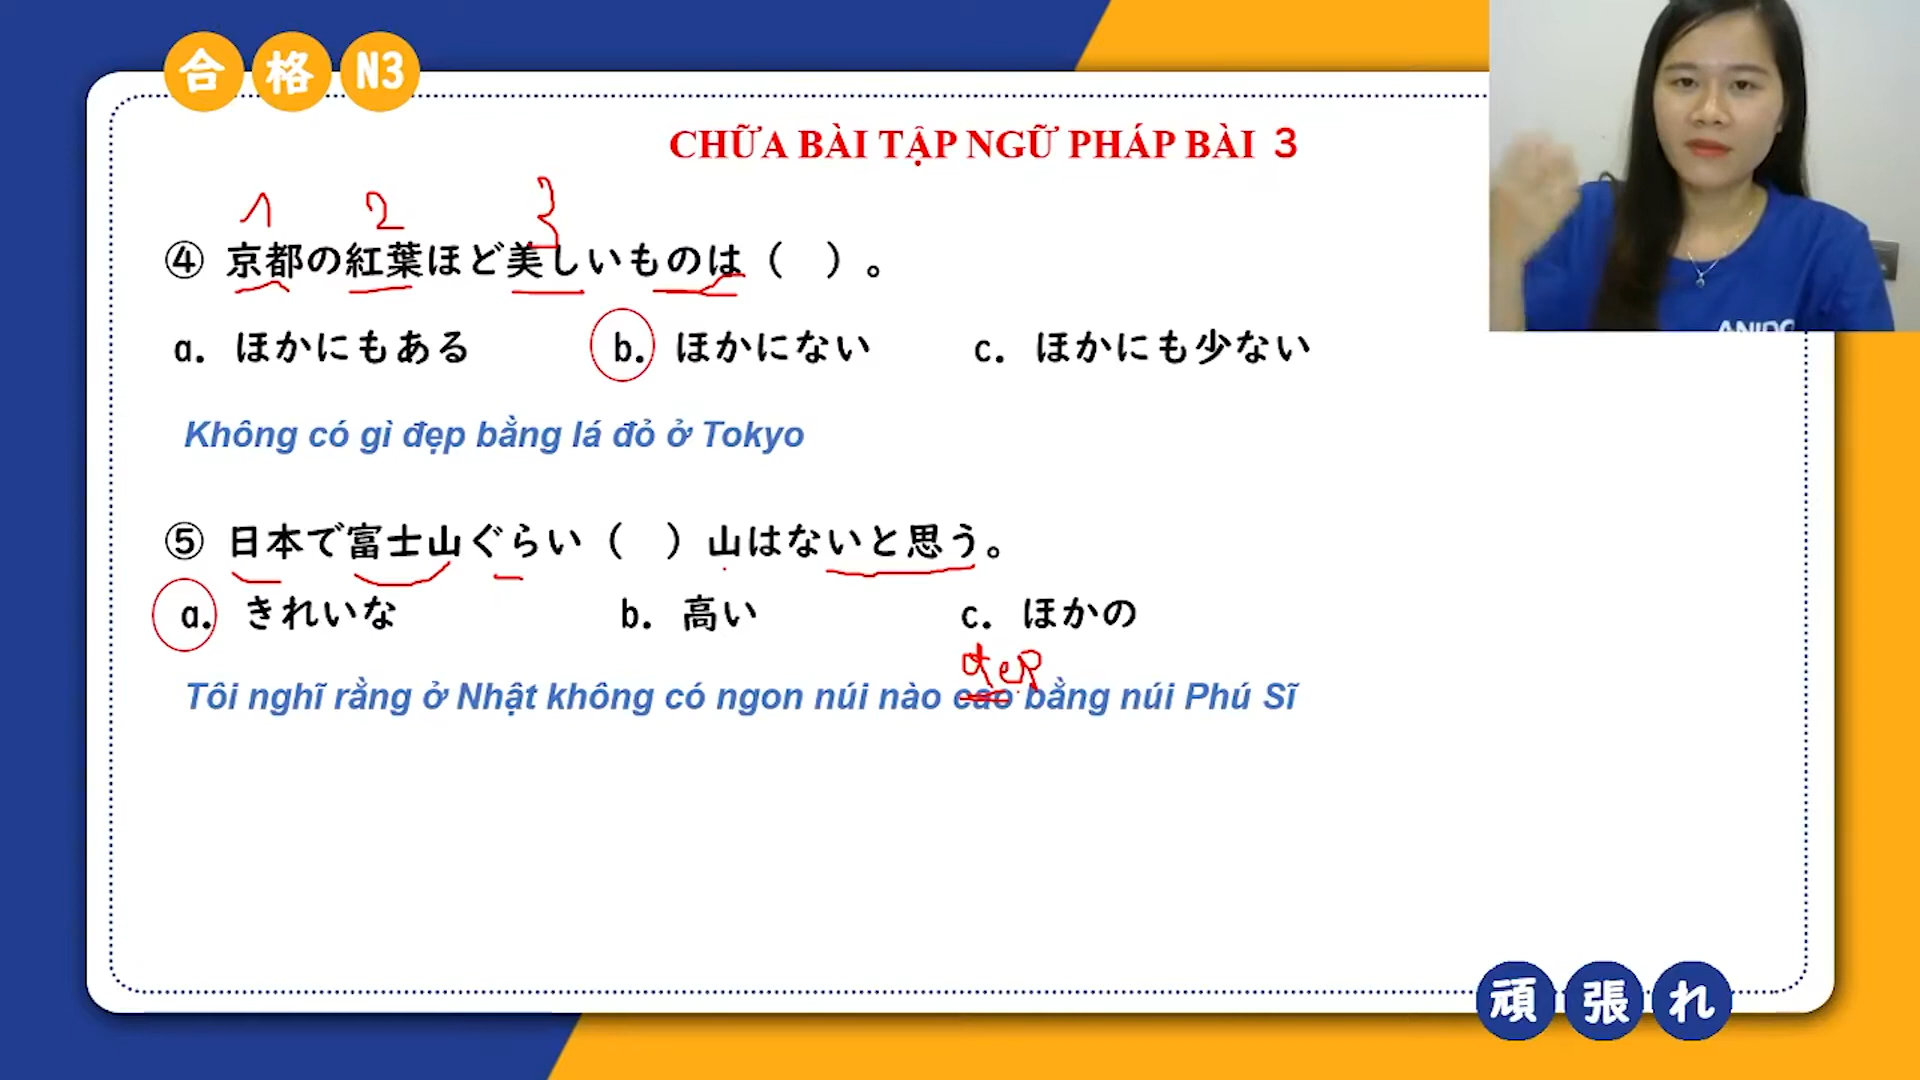 合格N3
CHỮA BÀI TẬP NGỮ PHÁP BÀI 3
1 2 3
④ 京都の紅葉ほど美しいものは（ ）。
a. ほかにもある b. ほかにない c. ほかにも少ない
Không có gì đẹp bằng lá đỏ ở Tokyo
⑤ 日本で富士山ぐらい（ ）山はないと思う。
a. きれいな b. 高い c. ほかの
đẹp
Tôi nghĩ rằng ở Nhật không có ngon núi nào cao bằng núi Phú Sĩ
頑張れ